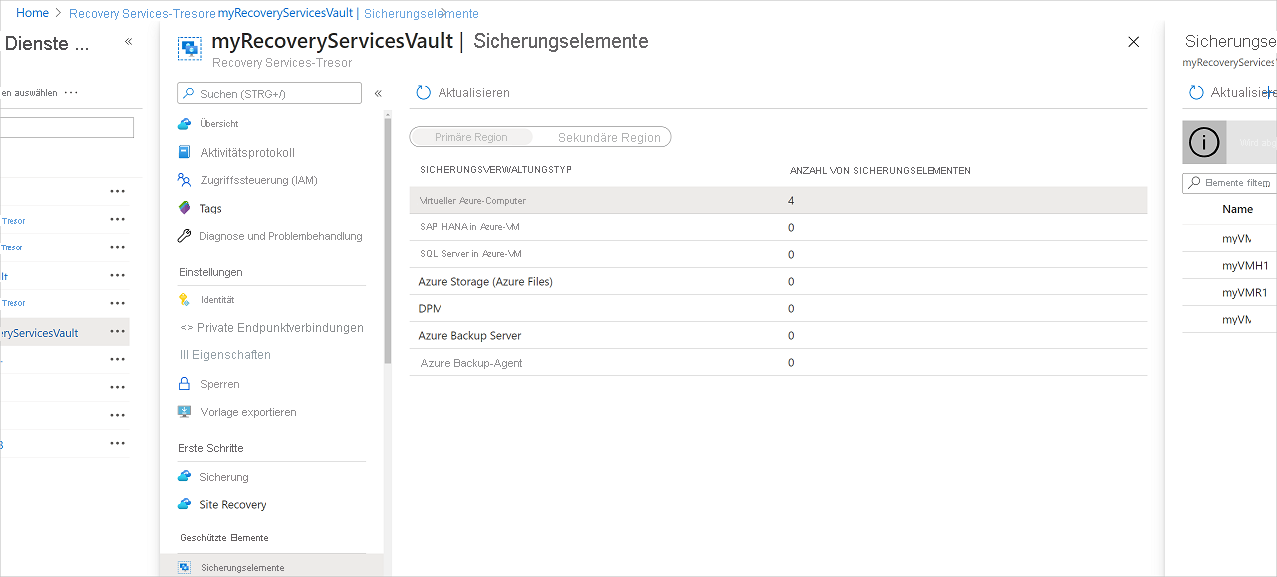 Home > Recovery Services-Tresore myRecoveryServicesVault | Sicherungselemente
Dienste ...
«
en auswählen ...
Tresor
Tresor
lt
Tresor
eryServicesVault
myRecoveryServicesVault | Sicherungselemente
Recovery Services-Tresor
Suchen (STRG+/)
«
Übersicht
Aktivitätsprotokoll
Zugriffssteuerung (IAM)
Tags
Diagnose und Problembehandlung
Einstellungen
Identität
<> Private Endpunktverbindungen
III Eigenschaften
Sperren
Vorlage exportieren
Erste Schritte
Sicherung
Site Recovery
Geschützte Elemente
Sicherungselemente
Aktualisieren
Primäre Region Sekundäre Region
SICHERUNGSVERWALTUNGSTYP ANZAHL VON SICHERUNGSELEMENTEN
Virtueller Azure-Computer 4
SAP HANA in Azure-VM 0
SQL Server in Azure-VM 0
Azure Storage (Azure Files) 0
DPM 0
Azure Backup Server 0
Azure Backup-Agent 0
Sicherungse
myRecoveryServices
Aktualisieren
Elemente filtern
Name
myVM
myVMH1
myVMR1
myVM